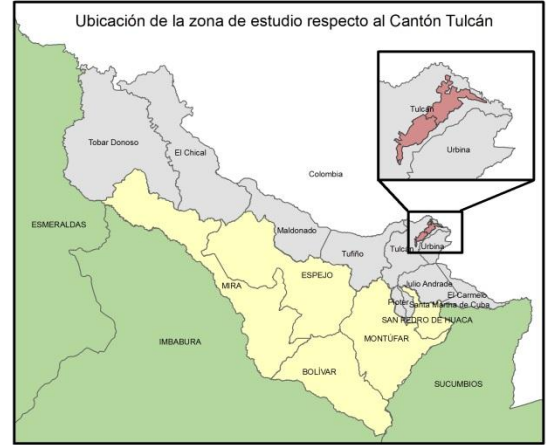 Ubicación de la zona de estudio respecto al Cantón Tulcán
Tulcán
Urbina
Tobar Donoso
El Chical
Colombia
ESMERALDAS
Maldonado
Tufiño
Tulcán
Urbina
MIRA
ESPEJO
Julio Andrade
El Carmelo
Pioter
Santa Martha de Cuba
SAN PEDRO DE HUACA
MONTÚFAR
IMBABURA
BOLÍVAR
SUCUMBIOS